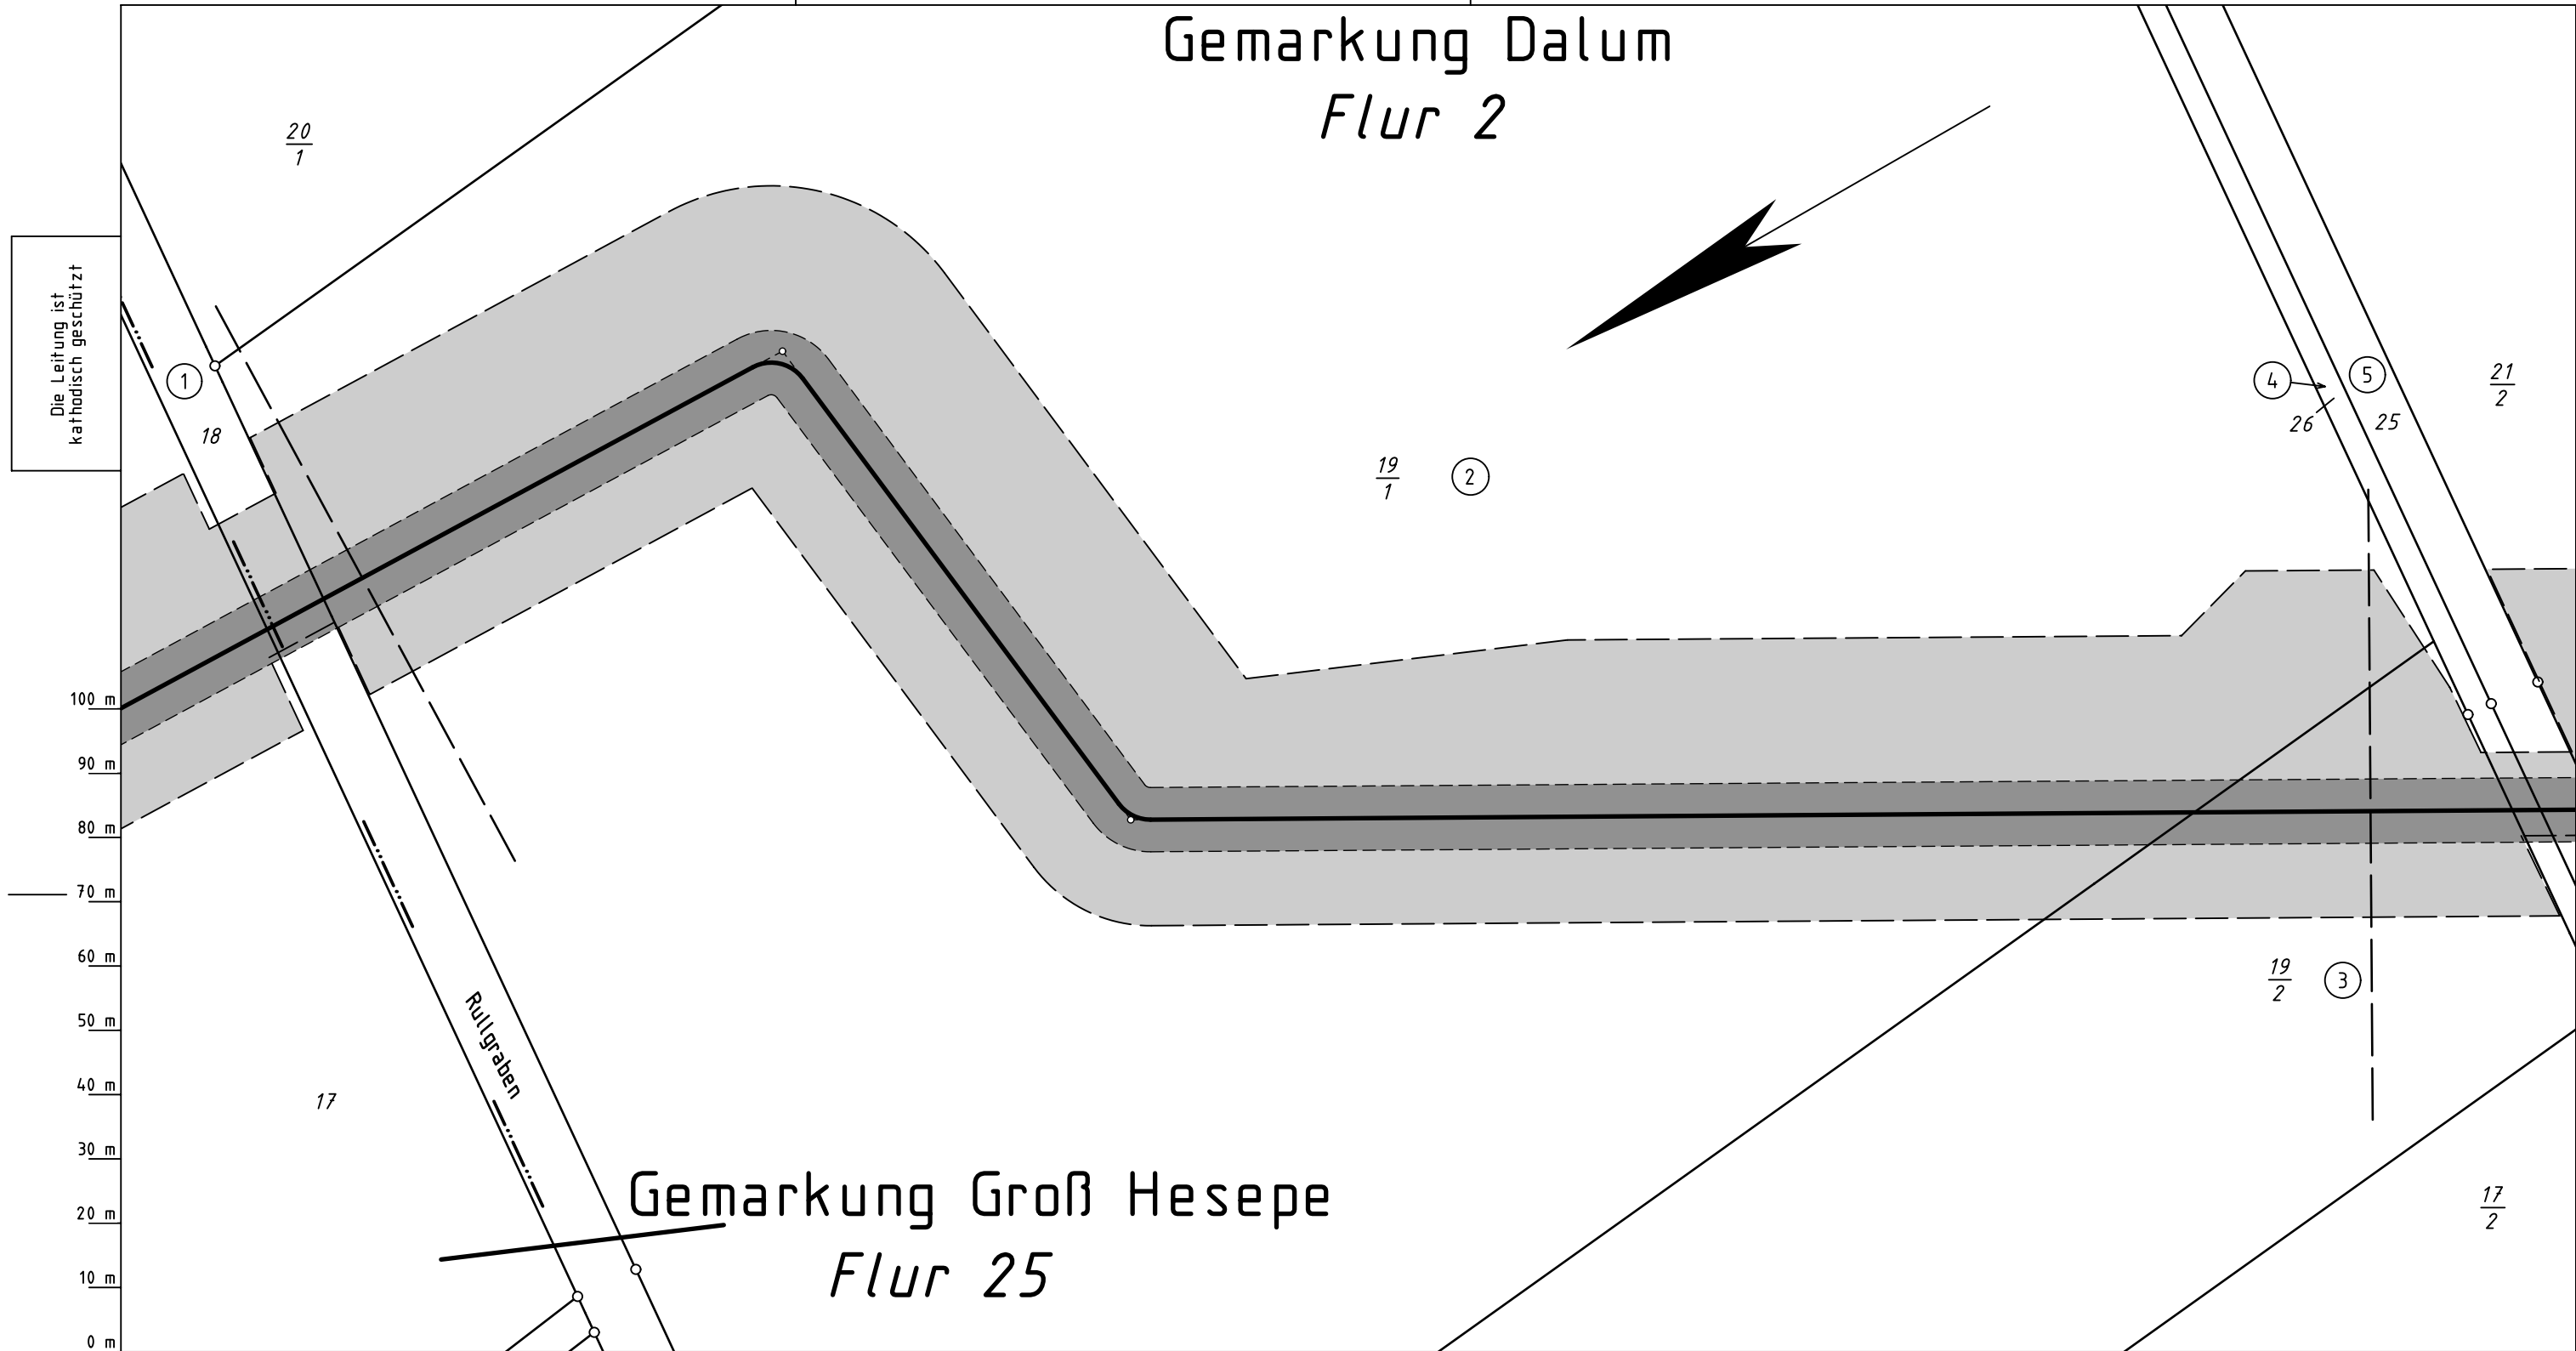 Gemarkung Dalum
Flur 2
20
1
Die Leitung ist
kathodisch geschützt
1
18
4
5
26
25
21
2
19
1
2
100 m
90 m
80 m
70 m
60 m
50 m
40 m
30 m
20 m
10 m
0 m
19
2
3
Rullgraben
17
17
2
Gemarkung Groß Hesepe
Flur 25